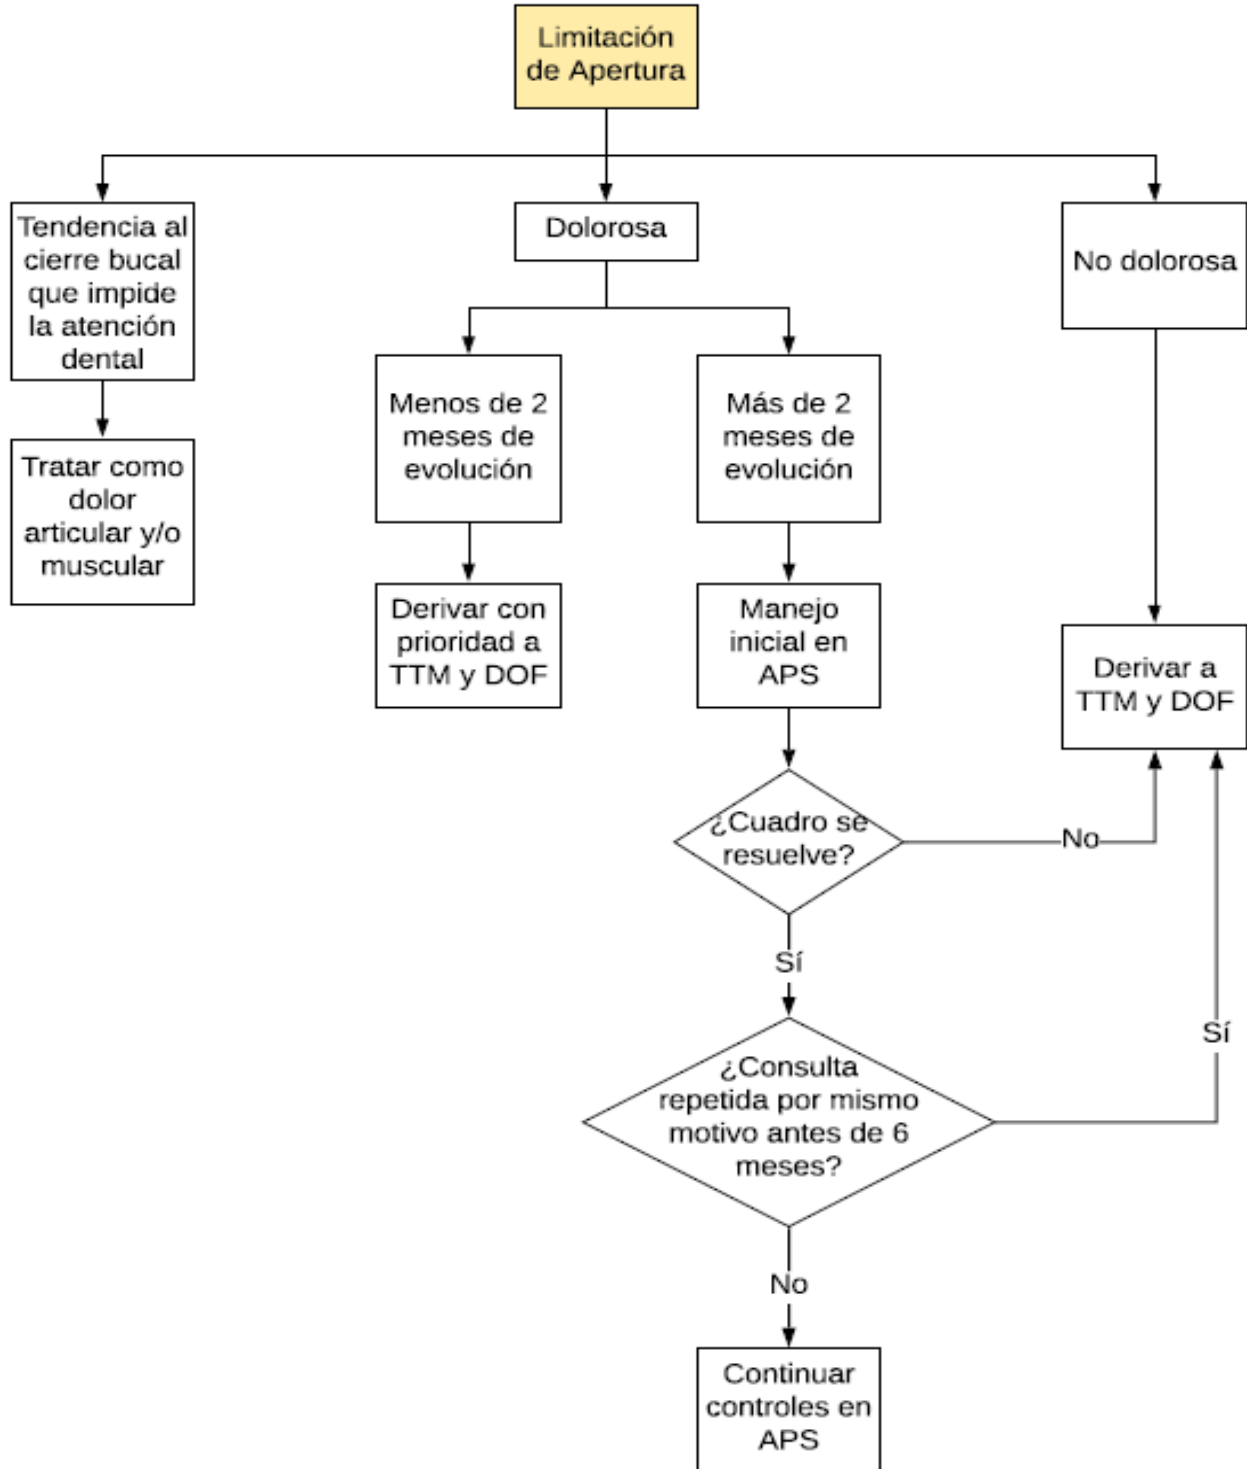 Limitación
de Apertura
Tendencia al
cierre bucal
que impide
la atención
dental
Dolorosa
No dolorosa
Menos de 2
meses de
evolución
Más de 2
meses de
evolución
Tratar como
dolor
articular y/o
muscular
Derivar con
prioridad a
TTM y DOF
Manejo
inicial en
APS
Derivar a
TTM y DOF
¿Cuadro se
resuelve?
No
Sí
Sí
¿Consulta
repetida por mismo
motivo antes de 6
meses?
No
Continuar
controles en
APS